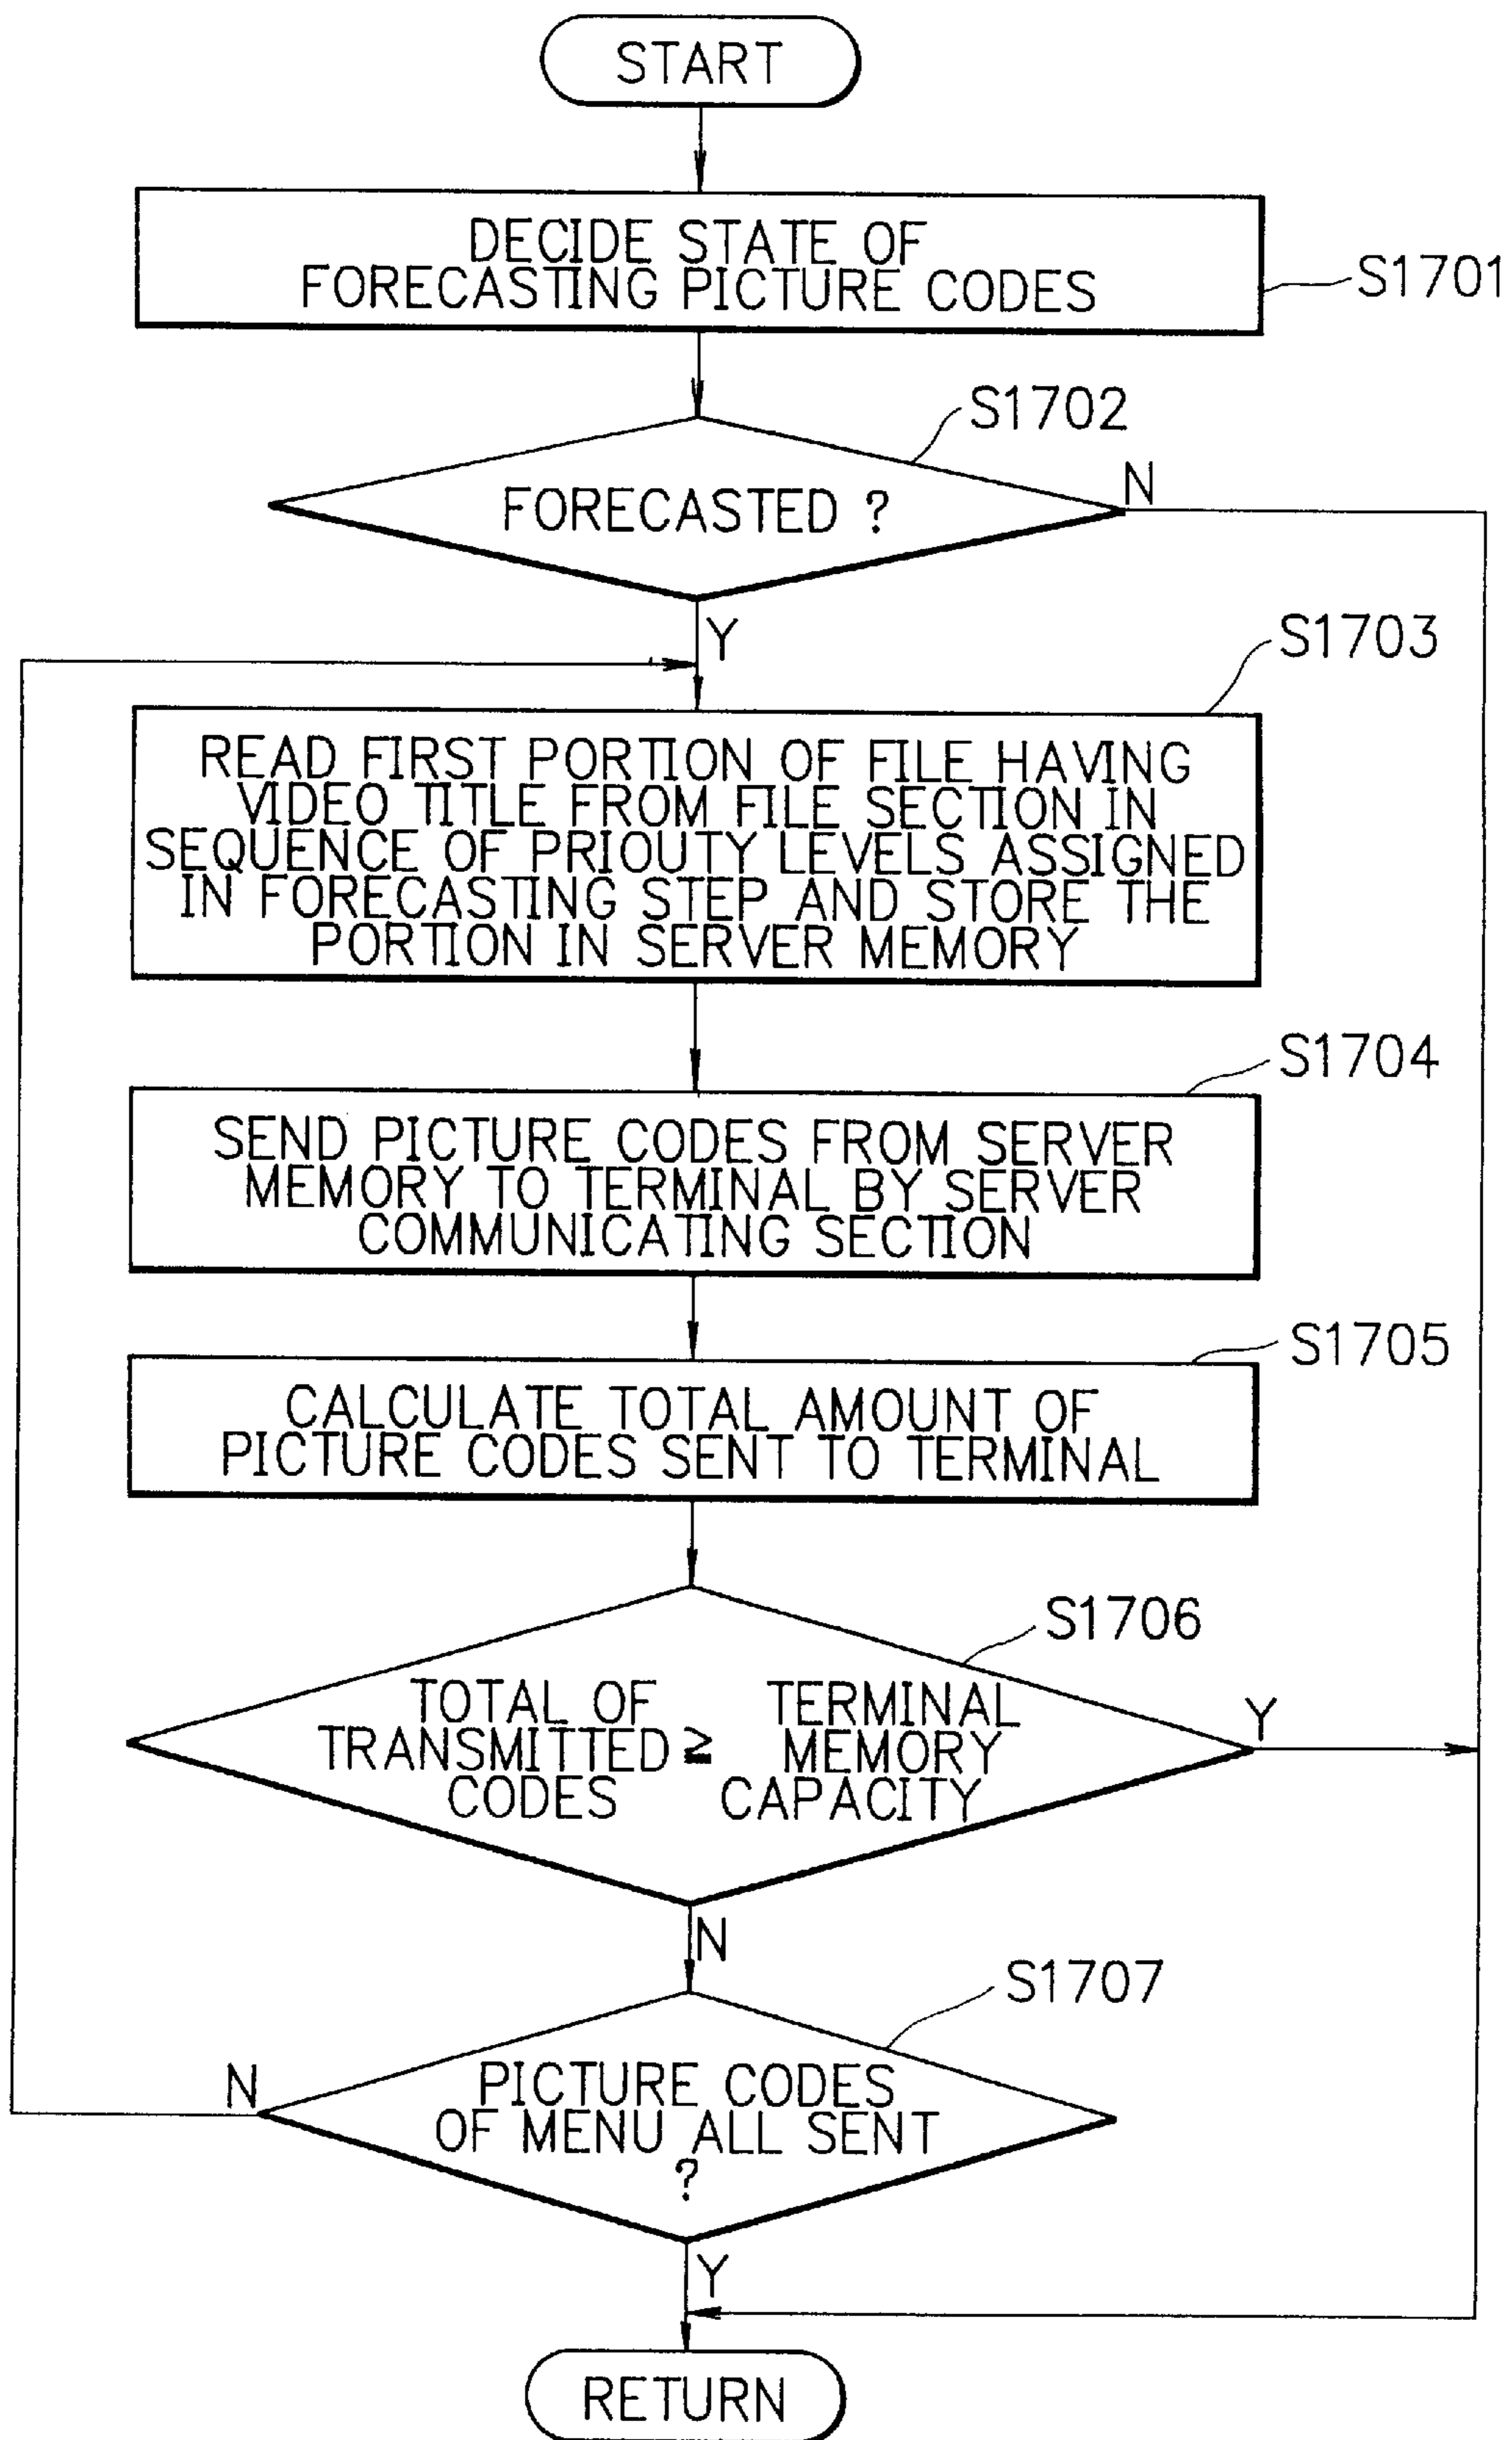 START
DECIDE STATE OF
FORECASTING PICTURE CODES
S1701
S1702
FORECASTED ?
N
Y
S1703
READ FIRST PORTION OF FILE HAVING
VIDEO TITLE FROM FILE SECTION IN
SEQUENCE OF PRIOUTY LEVELS ASSIGNED
IN FORECASTING STEP AND STORE THE
PORTION IN SERVER MEMORY
S1704
SEND PICTURE CODES FROM SERVER
MEMORY TO TERMINAL BY SERVER
COMMUNICATING SECTION
S1705
CALCULATE TOTAL AMOUNT OF
PICTURE CODES SENT TO TERMINAL
S1706
TOTAL OF TERMINAL
TRANSMITTED ≧ MEMORY
CODES CAPACITY
Y
N
S1707
N
PICTURE CODES
OF MENU ALL SENT
?
Y
RETURN